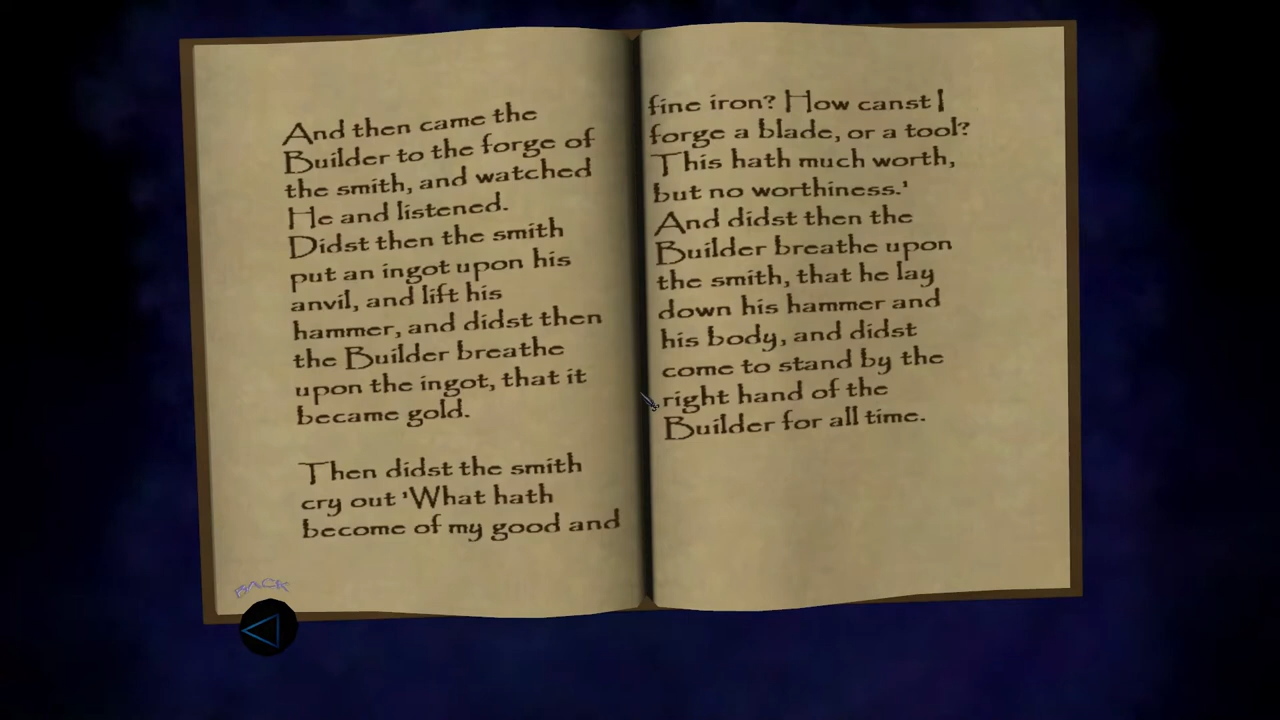 And then came the
Builder to the forge of
the smith, and watched
He and listened.
Didst then the smith
put an ingot upon his
anvil, and lift his
hammer, and didst then
the Builder breathe
upon the ingot, that it
became gold.
Then didst the smith
cry out 'What hath
become of my good and
fine iron? How canst I
forge a blade, or a tool?
This hath much worth,
but no worthiness.'
And didst then the
Builder breathe upon
the smith, that he lay
down his hammer and
his body, and didst
come to stand by the
right hand of the
Builder for all time.
BACK